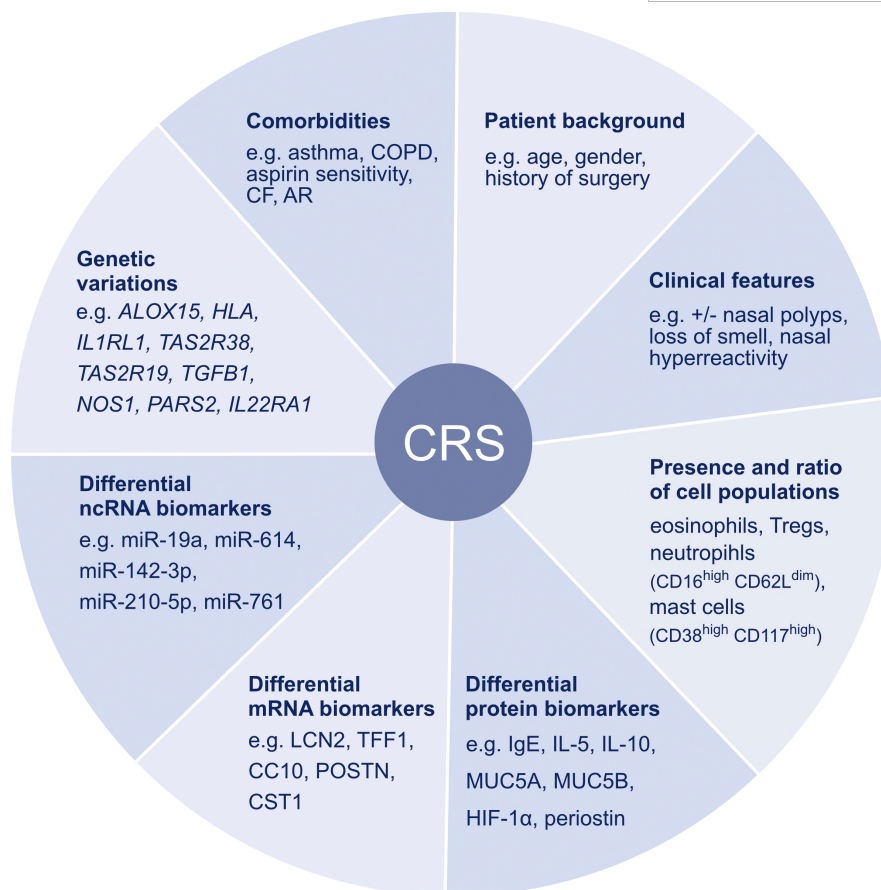 Comorbidities
e.g. asthma, COPD,
aspirin sensitivity,
CF, AR
Patient background
e.g. age, gender,
history of surgery
Clinical features
e.g. +/- nasal polyps,
loss of smell, nasal
hyperreactivity
Genetic
variations
e.g. ALOX15, HLA,
IL1RL1, TAS2R38,
TAS2R19, TGFB1,
NOS1, PARS2, IL22RA1
CRS
Presence and ratio
of cell populations
eosinophils, Tregs,
neutropihls
(CD16high CD62Ldim),
mast cells
(CD38high CD117high)
Differential
ncRNA biomarkers
e.g. miR-19a, miR-614,
miR-142-3p,
miR-210-5p, miR-761
Differential
mRNA biomarkers
e.g. LCN2, TFF1,
CC10, POSTN,
CST1
Differential
protein biomarkers
e.g. IgE, IL-5, IL-10,
MUC5A, MUC5B,
HIF-1α, periostin